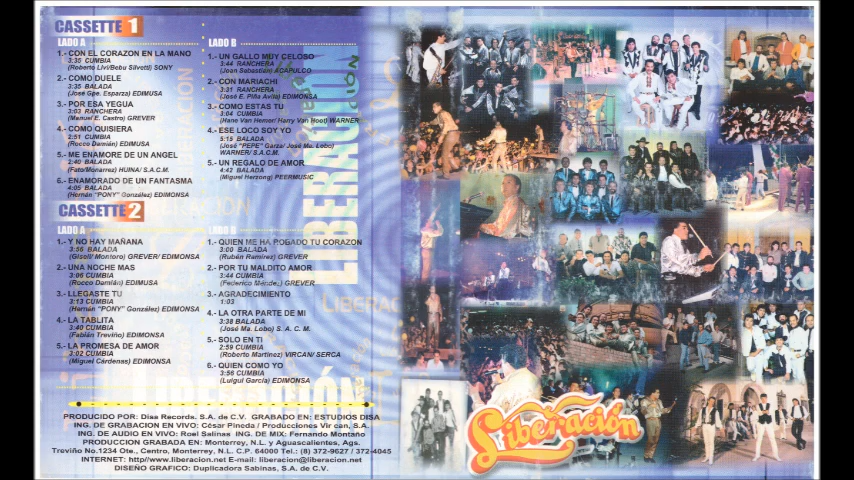 CASSETTE 1
LADO A
1.- CON EL CORAZON EN LA MANO
3:35 CUMBIA
(Roberto Livi/Bebu Silvetti) SONY
2.- COMO DUELE
3:35 BALADA
(José Gpe. Esparza) EDIMUSA
3.- POR ESA YEGUA
3:03 RANCHERA
(Manuel E. Castro) GREVER
4.- COMO QUISIERA
2:51 CUMBIA
(Rocco Damián) EDIMUSA
5.- ME ENAMORE DE UN ANGEL
2:40 BALADA
(Fato/Monárrez) HUINA/ S.A.C.M.
6.- ENAMORADO DE UN FANTASMA
4:05 BALADA
(Hernán "PONY" González) EDIMONSA
LADO B
1.- UN GALLO MUY CELOSO
3:44 RANCHERA
(Joan Sebastián) ACAPULCO
2.- CON MARIACHI
3:31 RANCHERA
(José E. Piña Avila) EDIMONSA
3.- COMO ESTAS TU
3:04 CUMBIA
(Hane Van Hemer/ Harry Van Hoof) WARNER
4.- ESE LOCO SOY YO
5:15 BALADA
(José "PEPE" Garza/ José Ma. Lobo)
WARNER/ S.A.C.M.
5.- UN REGALO DE AMOR
4:42 BALADA
(Miguel Herzong) PEERMUSIC
CASSETTE 2
LADO A
1.- Y NO HAY MAÑANA
3:56 BALADA
(Gisell/ Montoro) GREVER/ EDIMONSA
2.- UNA NOCHE MAS
3:06 CUMBIA
(Rocco Damián) EDIMUSA
3.- LLEGASTE TU
3:13 CUMBIA
(Hernán "PONY" González) EDIMONSA
4.- LA TABLITA
3:40 CUMBIA
(Fabián Treviño) EDIMONSA
5.- LA PROMESA DE AMOR
3:02 CUMBIA
(Miguel Cárdenas) EDIMONSA
LADO B
1.- QUIEN ME HA ROGADO TU CORAZON
3:00 BALADA
(Rubén Ramírez) GREVER
2.- POR TU MALDITO AMOR
3:44 CUMBIA
(Federico Méndez) GREVER
3.- AGRADECIMIENTO
1:03
4.- LA OTRA PARTE DE MI
3:38 BALADA
(José Ma. Lobo) S. A. C. M.
5.- SOLO EN TI
2:59 CUMBIA
(Roberto Martínez) VIRCAN/ SERCA
6.- QUIEN COMO YO
3:56 CUMBIA
(Luigui García) EDIMONSA
LIBERACIÓN
LIBERACIÓN
PRODUCIDO POR: Disa Records. S.A. de C.V. GRABADO EN: ESTUDIOS DISA
ING. DE GRABACION EN VIVO: César Pineda / Producciones Vir can, S.A.
ING. DE AUDIO EN VIVO: Roel Salinas ING. DE MIX: Fernando Montaño
PRODUCCION GRABADA EN: Monterrey, N.L. y Aguascalientes, Ags.
Treviño No.1234 Ote., Centro, Monterrey, N.L. C.P. 64000 Tel.: (8) 372-9627 / 372-4045
INTERNET: http//www.liberacion.net E-mail: liberacion@liberacion.net
DISEÑO GRAFICO: Duplicadora Sabinas, S.A. de C.V.
Liberación